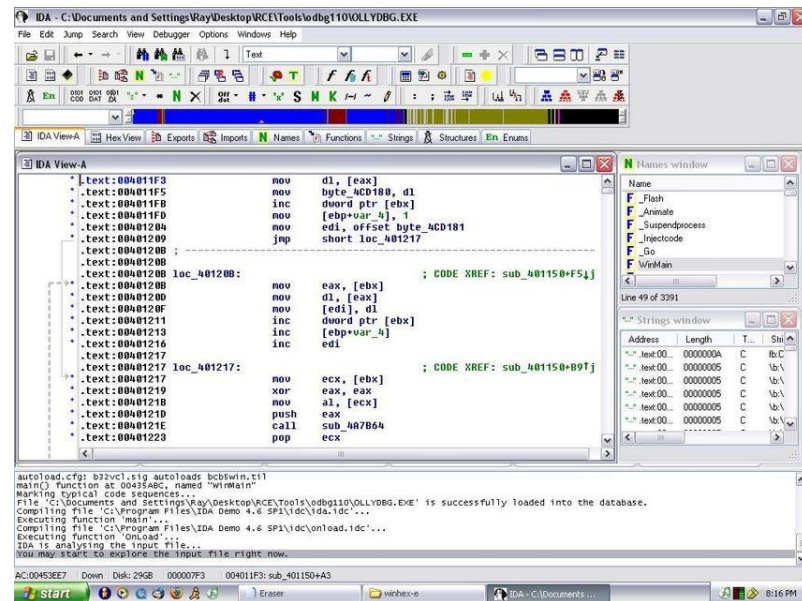 IDA - C:\Documents and Settings\Ray\Desktop\RCE\Tools\odbg110\OLLYDBG.EXE
File Edit Jump Search View Debugger Options Windows Help
Text
En
IDA View-A Hex View Exports Imports N Names Functions Strings Structures En Enums
IDA View-A
.text:004011F3 mov dl, [eax]
.text:004011F5 mov byte_4CD180, dl
.text:004011FB inc dword ptr [ebx]
.text:004011FD mov [ebp+var_4], 1
.text:00401204 mov edi, offset byte_4CD181
.text:00401209 jmp short loc_401217
.text:0040120B ; ---------------------------------------------------------------------------
.text:0040120B
.text:0040120B loc_40120B: ; CODE XREF: sub_401150+F5↓j
.text:0040120B mov eax, [ebx]
.text:0040120D mov dl, [eax]
.text:0040120F mov [edi], dl
.text:00401211 inc dword ptr [ebx]
.text:00401213 inc [ebp+var_4]
.text:00401216 inc edi
.text:00401217
.text:00401217 loc_401217: ; CODE XREF: sub_401150+B9↑j
.text:00401217 mov ecx, [ebx]
.text:00401219 xor eax, eax
.text:0040121B mov al, [ecx]
.text:0040121D push eax
.text:0040121E call sub_4A7B64
.text:00401223 pop ecx
N Names window
Name
F _Flash
F _Animate
F _Suspendprocess
F _Injectcode
F _Go
F WinMain
Line 49 of 3391
Strings window
Address Length T... Stri
.text:00... 0000000A C fb:C
.text:00... 00000005 C \b:\
.text:00... 00000005 C \b:\
.text:00... 00000005 C \b:\
.text:00... 00000005 C \b:\
autoload.cfg: b32vcl.sig autoloads bcb5win.til
main() function at 00435ABC, named "WinMain"
Marking typical code sequences...
File 'C:\Documents and Settings\Ray\Desktop\RCE\Tools\odbg110\OLLYDBG.EXE' is successfully loaded into the database.
Compiling file 'C:\Program Files\IDA Demo 4.6 SP1\idc\ida.idc'...
Executing function 'main'...
Compiling file 'C:\Program Files\IDA Demo 4.6 SP1\idc\onload.idc'...
Executing function 'OnLoad'...
IDA is analysing the input file...
You may start to explore the input file right now.
AC:00453EE7 Down Disk: 29GB 000007F3 004011F3: sub_401150+A3
start Eraser winhex-e IDA - C:\Documents ... 8:16 PM